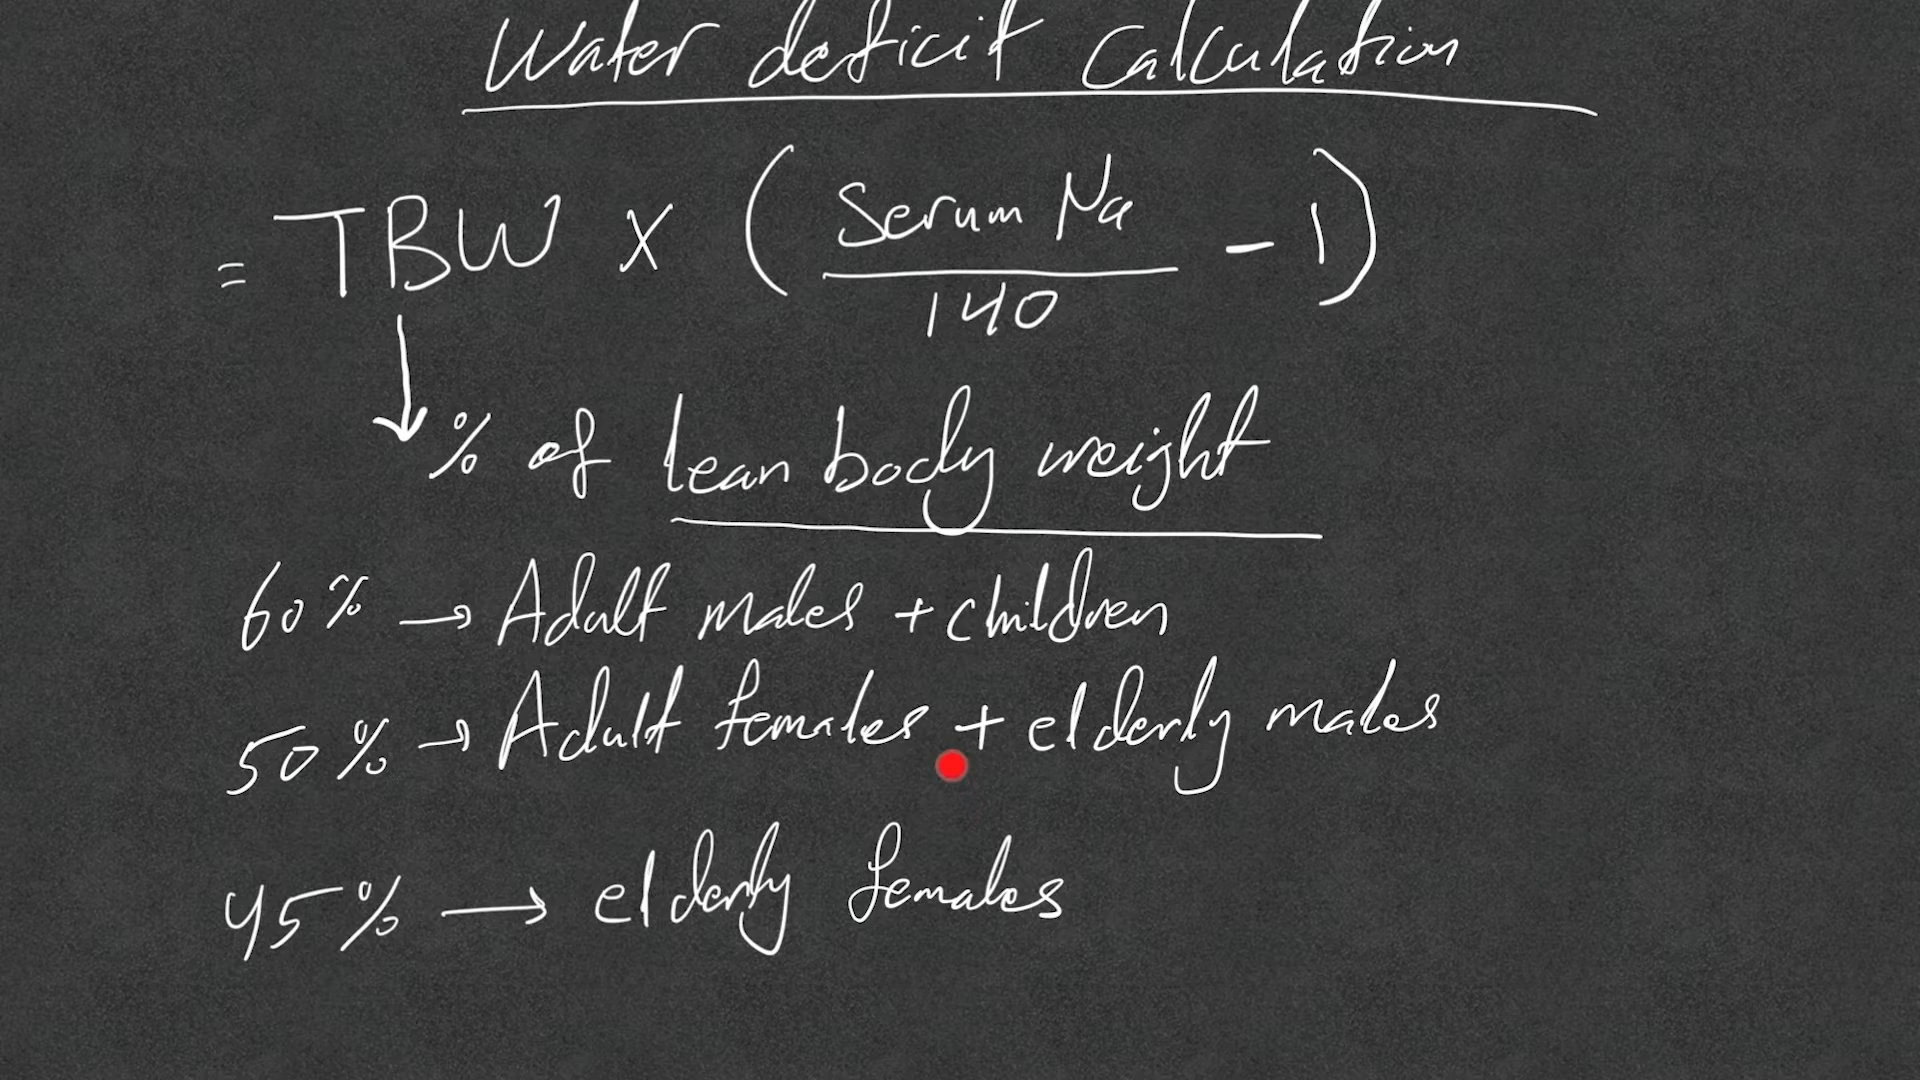 Water deficit Calculation
= TBW x ( Serum Na / 140 - 1 )
% of lean body weight
60% → Adult males + children
50% → Adult females + elderly males
45% → elderly females